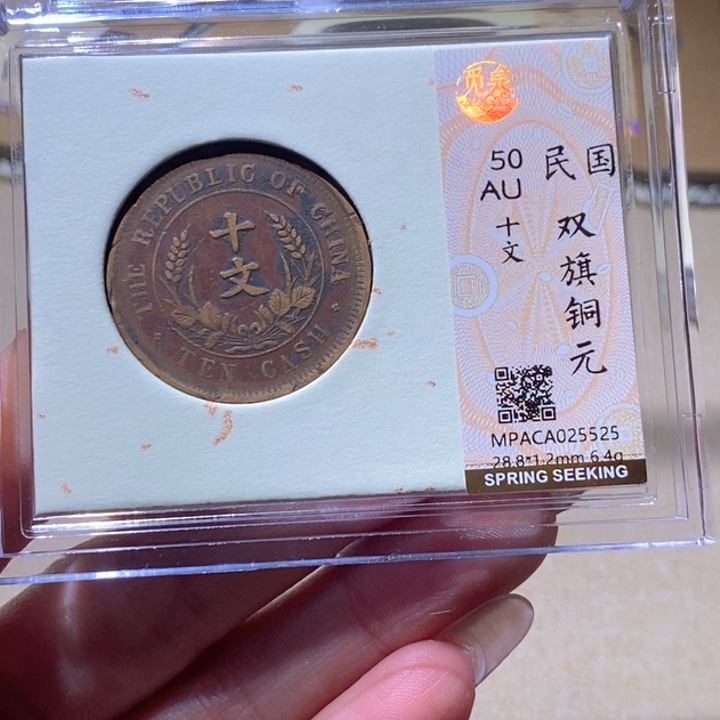 THE REPUBLIC OF CHINA
十文
TEN CASH
觅泉
50
AU
十文
民国
双旗铜元
MPACA025525
28.8*1.2mm 6.4g
SPRING SEEKING